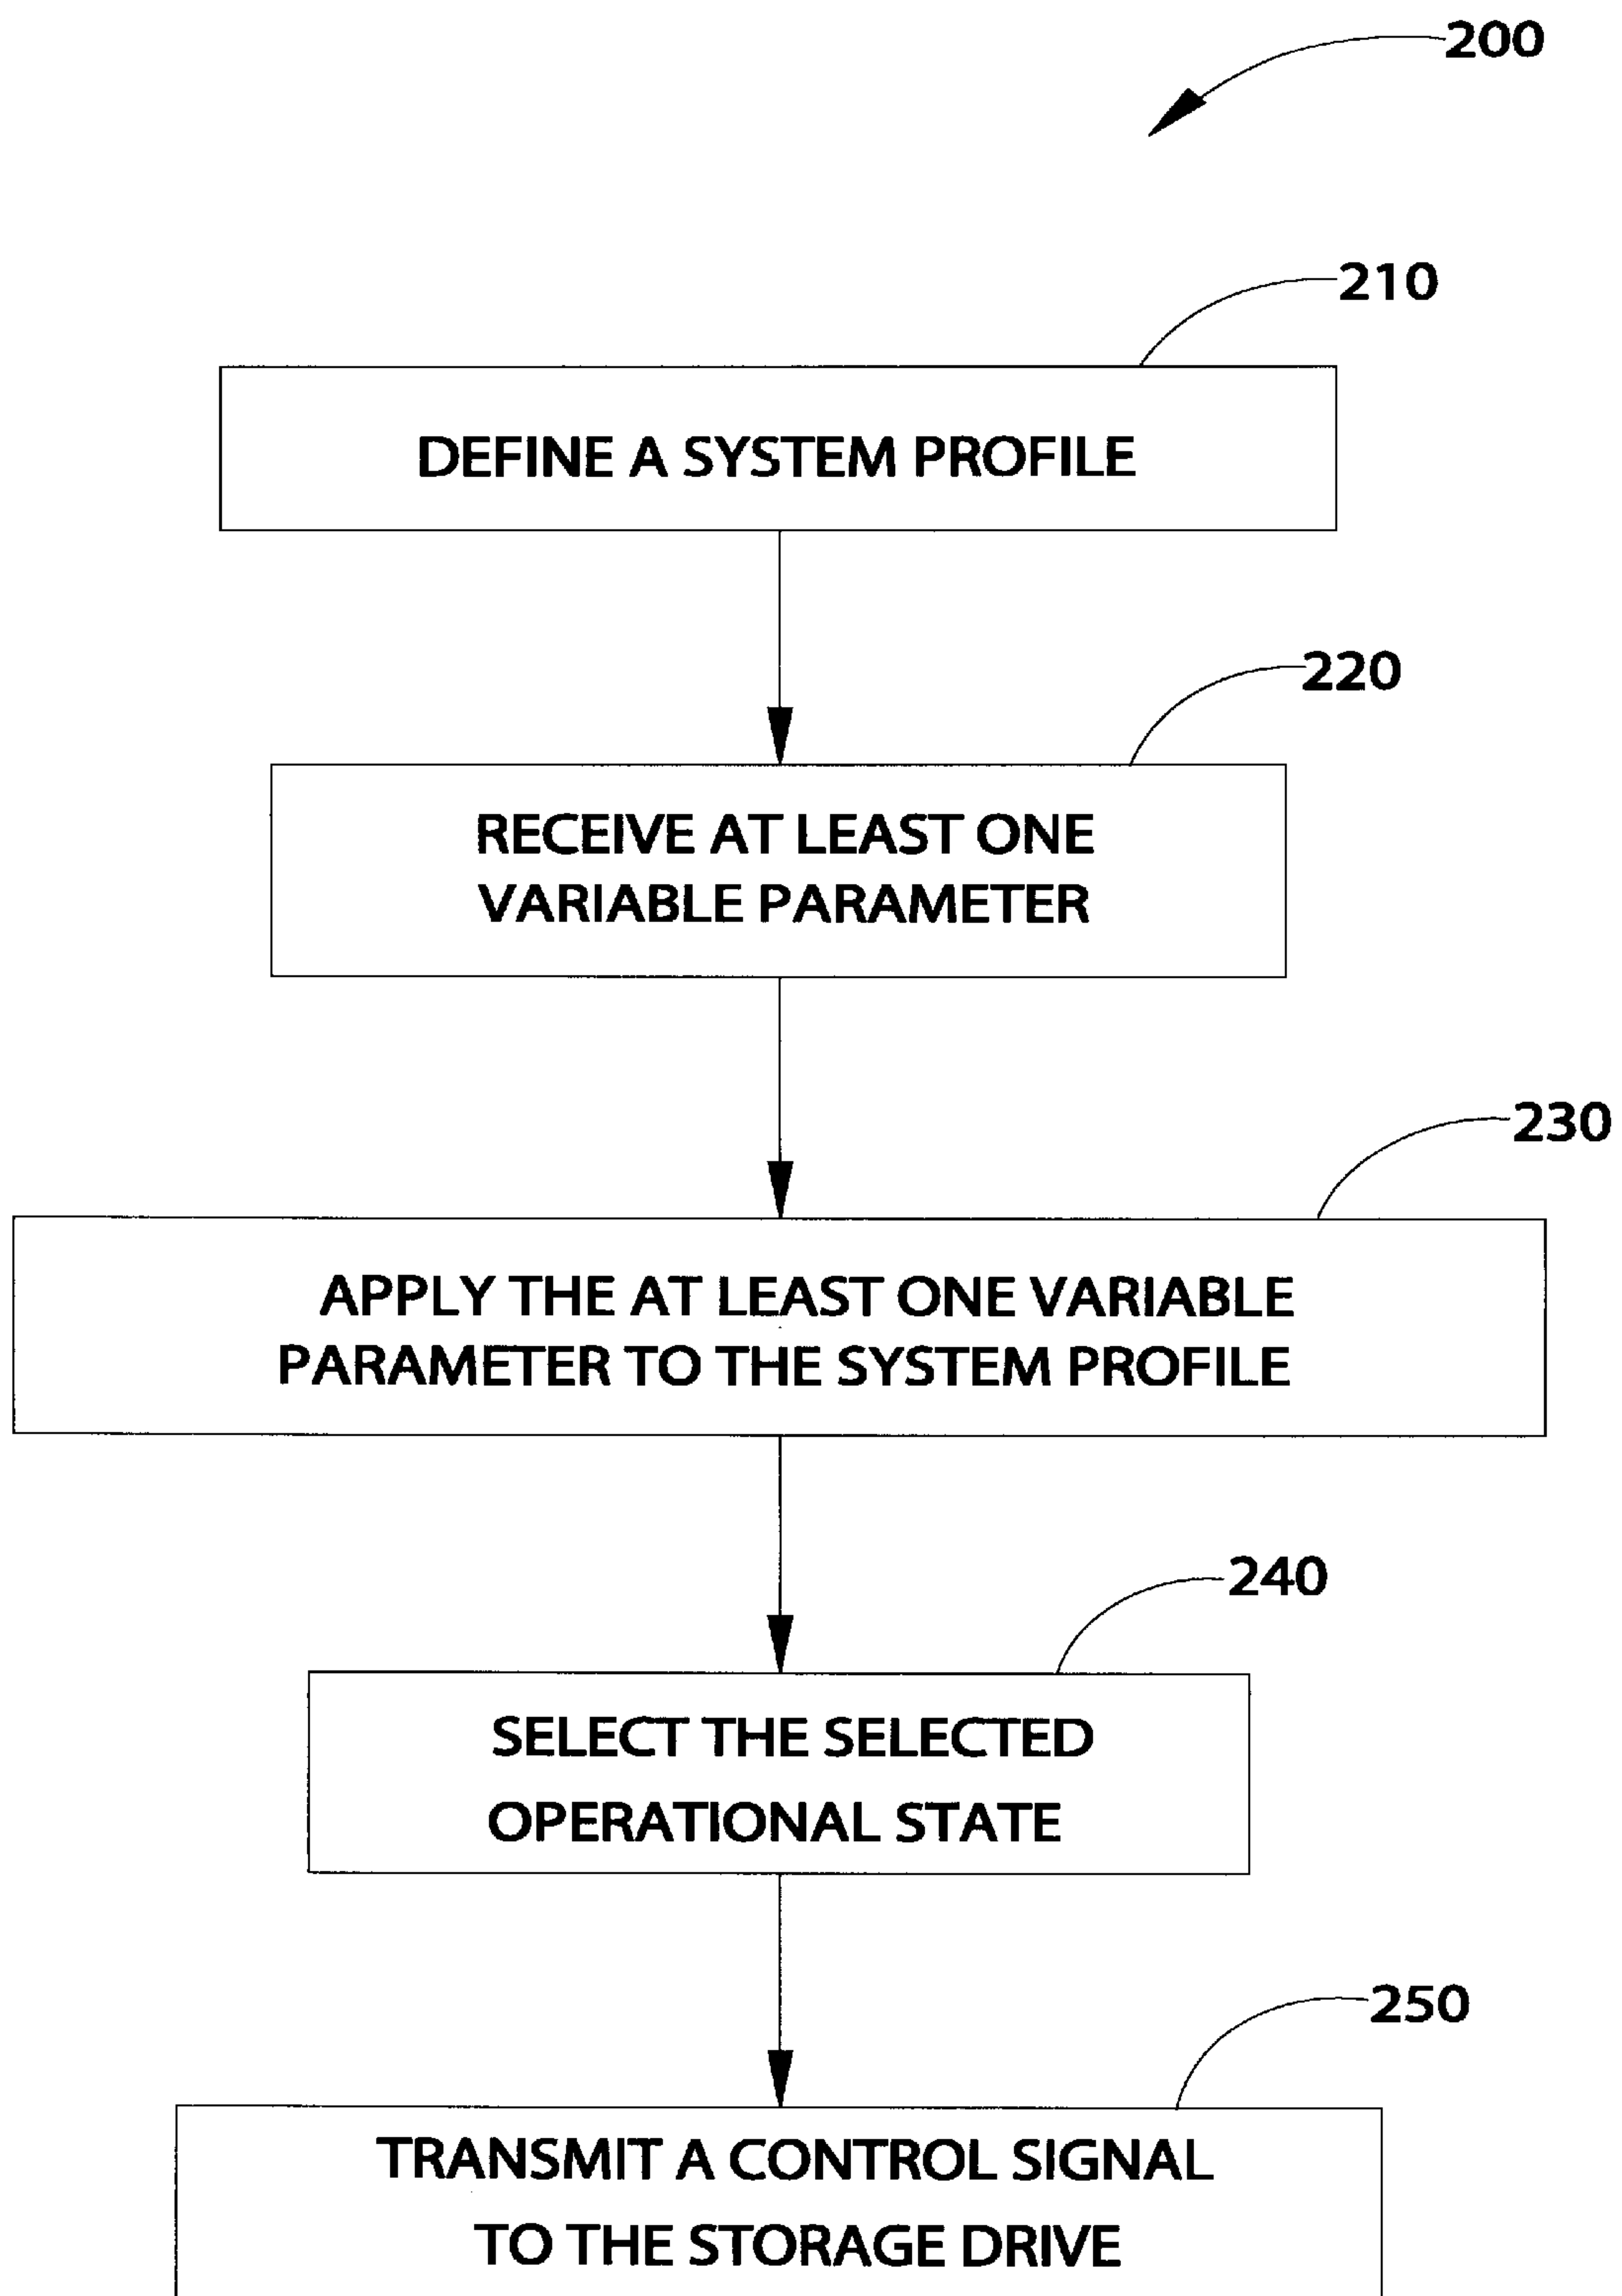 200
210
DEFINE A SYSTEM PROFILE
220
RECEIVE AT LEAST ONE
VARIABLE PARAMETER
230
APPLY THE AT LEAST ONE VARIABLE
PARAMETER TO THE SYSTEM PROFILE
240
SELECT THE SELECTED
OPERATIONAL STATE
250
TRANSMIT A CONTROL SIGNAL
TO THE STORAGE DRIVE